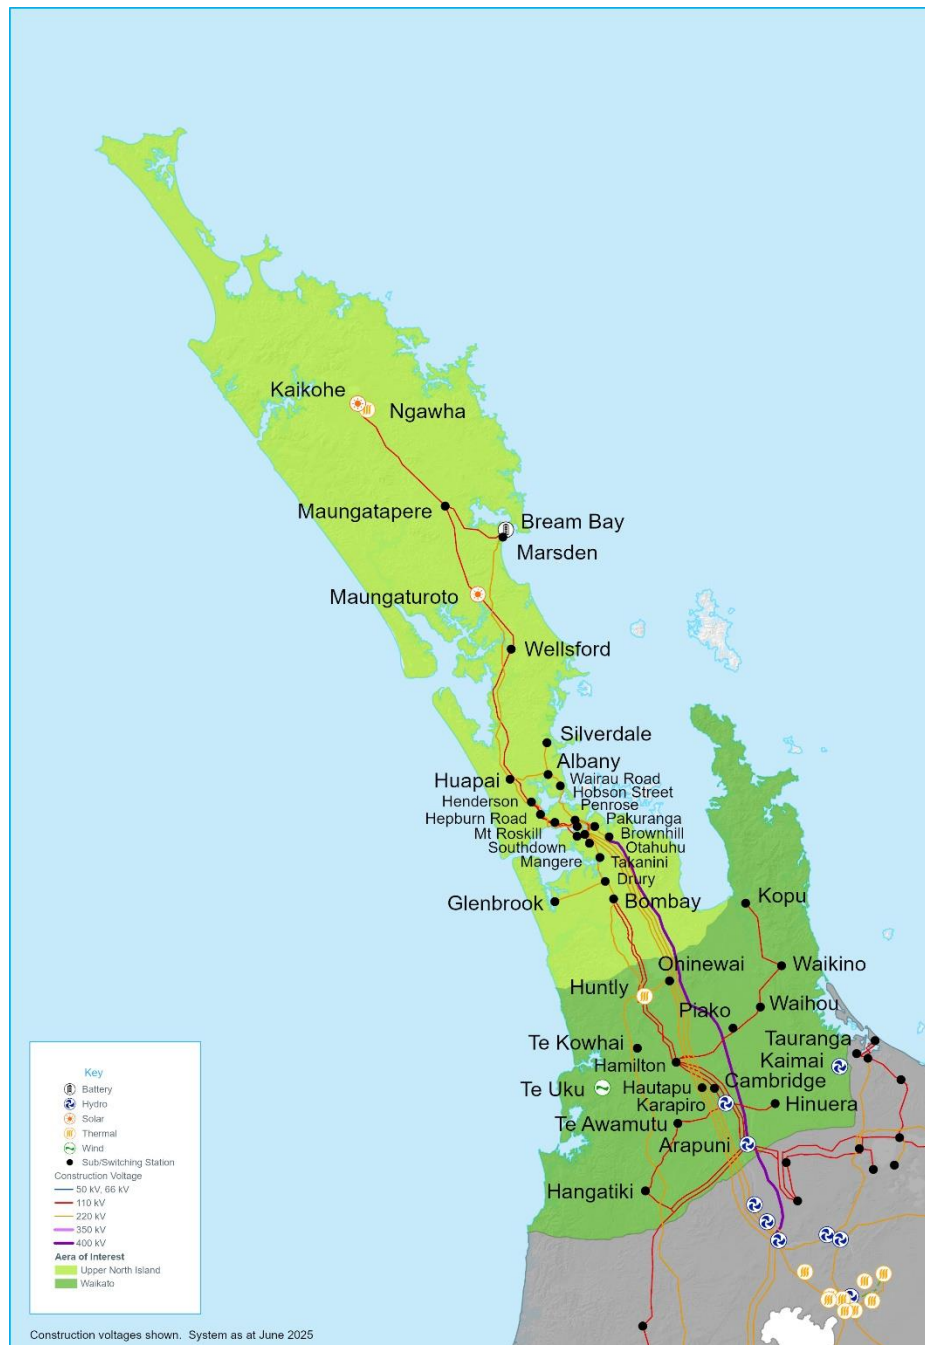 Kaikohe
Ngawha
Maungatapere
Bream Bay
Marsden
Maungaturoto
Wellsford
Silverdale
Albany
Huapai
Wairau Road
Hobson Street
Henderson
Penrose
Hepburn Road
Pakuranga
Mt Roskill
Brownhill
Southdown
Otahuhu
Mangere
Takanini
Drury
Glenbrook
Bombay
Kopu
Ohinewai
Waikino
Huntly
Piako
Waihou
Te Kowhai
Tauranga
Hamilton
Kaimai
Te Uku
Hautapu
Cambridge
Karapiro
Hinuera
Te Awamutu
Arapuni
Hangatiki
Key
Battery
Hydro
Solar
Thermal
Wind
Sub/Switching Station
Construction Voltage
50 kV, 66 kV
110 kV
220 kV
350 kV
400 kV
Aera of Interest
Upper North Island
Waikato
Construction voltages shown. System as at June 2025